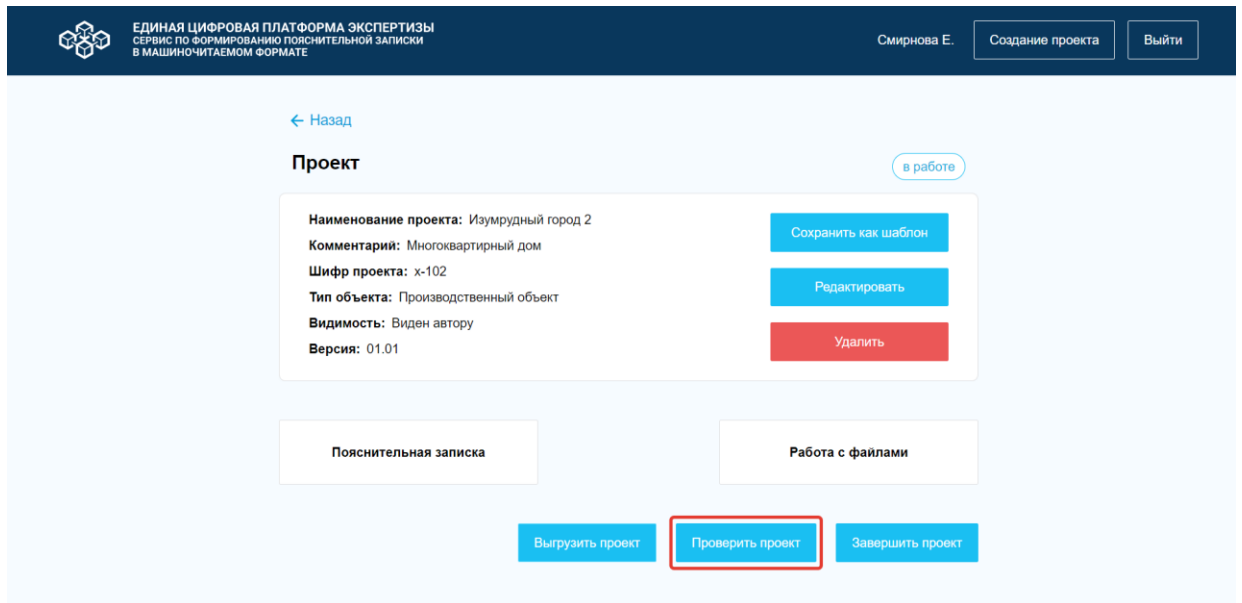 ЕДИНАЯ ЦИФРОВАЯ ПЛАТФОРМА ЭКСПЕРТИЗЫ
СЕРВИС ПО ФОРМИРОВАНИЮ ПОЯСНИТЕЛЬНОЙ ЗАПИСКИ
В МАШИНОЧИТАЕМОМ ФОРМАТЕ
Смирнова Е.
Создание проекта
Выйти
← Назад
Проект
в работе
Наименование проекта: Изумрудный город 2
Комментарий: Многоквартирный дом
Шифр проекта: х-102
Тип объекта: Производственный объект
Видимость: Виден автору
Версия: 01.01
Сохранить как шаблон
Редактировать
Удалить
Пояснительная записка
Работа с файлами
Выгрузить проект
Проверить проект
Завершить проект